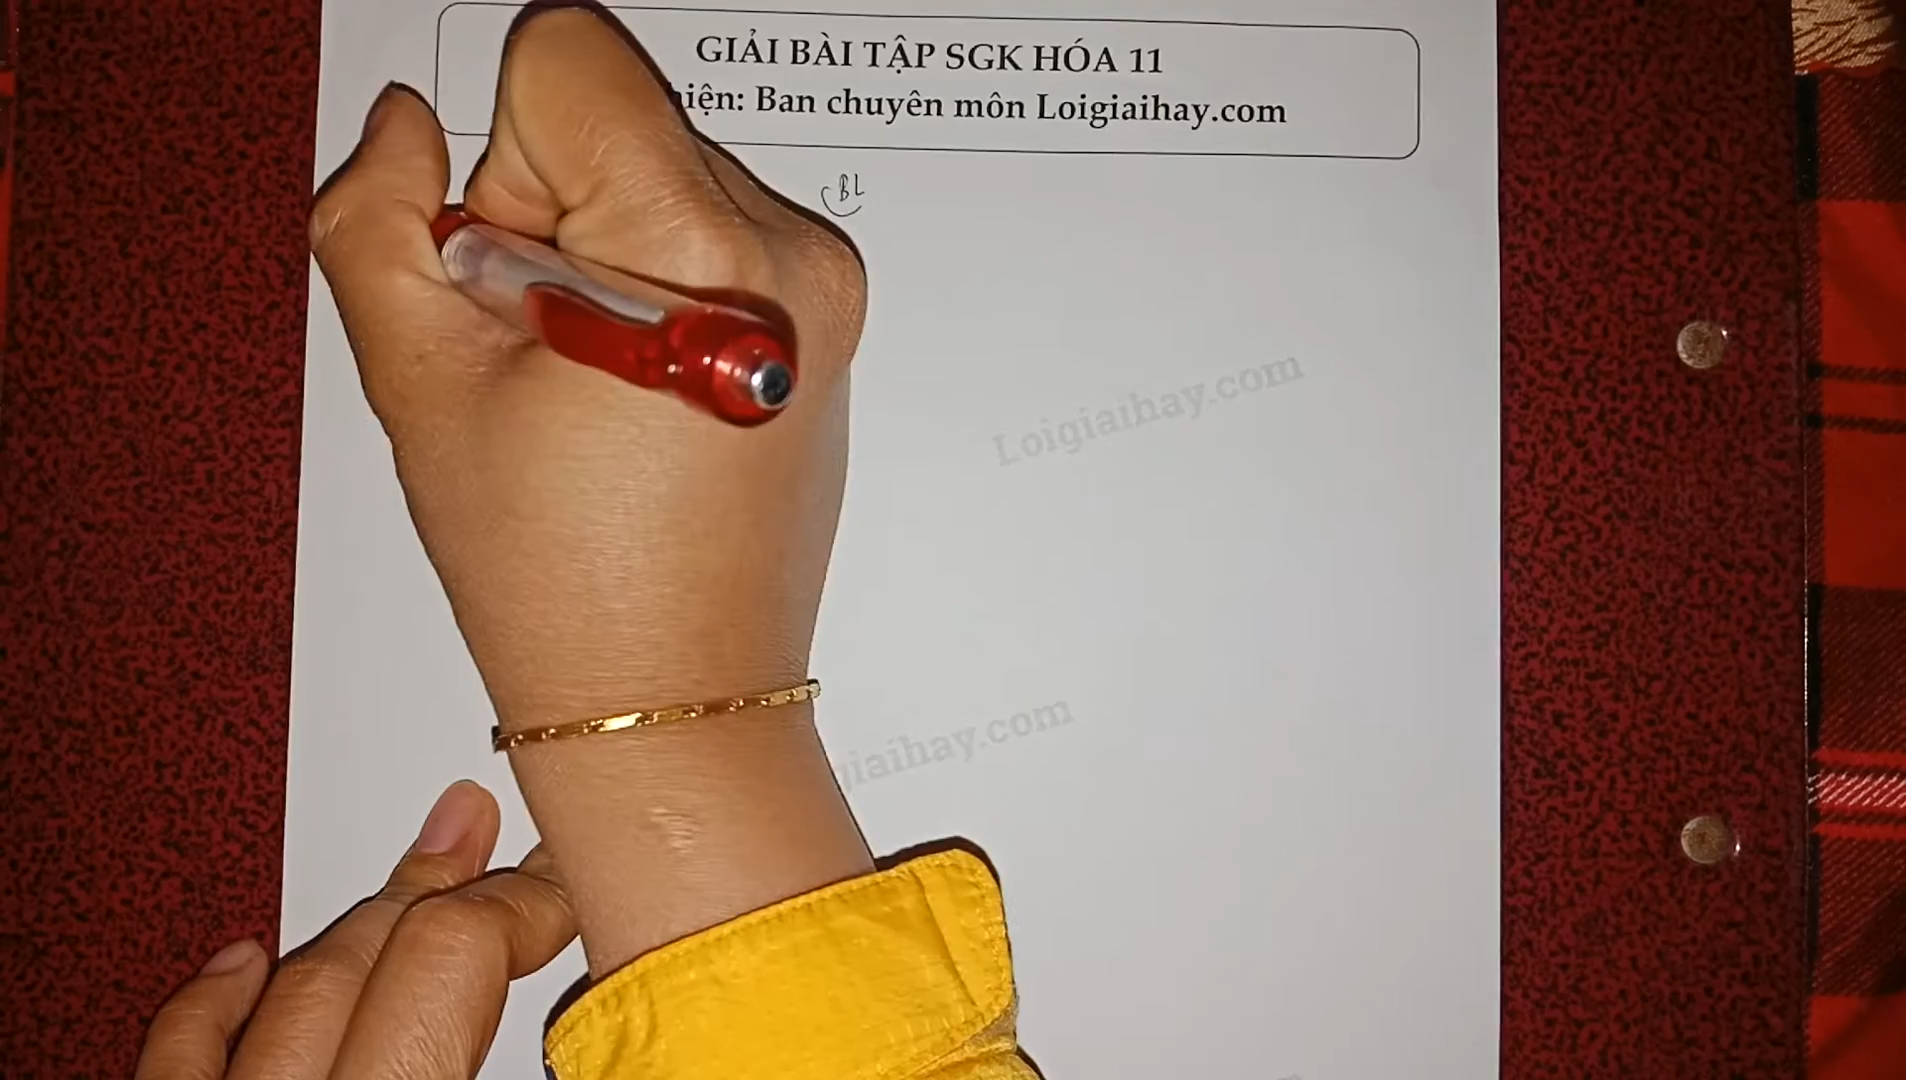 GIẢI BÀI TẬP SGK HÓA 11
hiện: Ban chuyên môn Loigiaihay.com
BL
Loigiaihay.com
giaihay.com